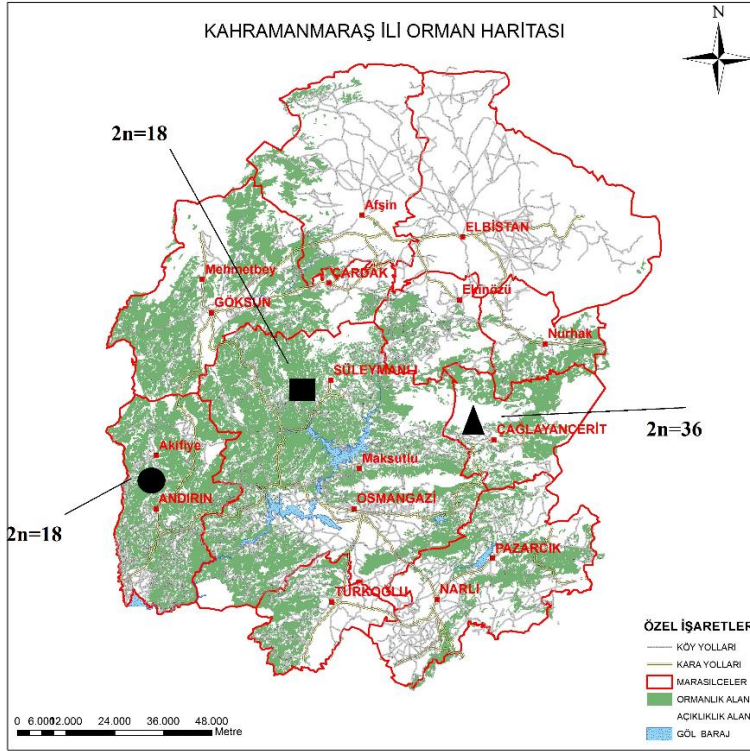 KAHRAMANMARAŞ İLİ ORMAN HARİTASI
N
2n=18
Afşin
ELBİSTAN
Mehmetbey
ÇARDAK
Ekinözü
GÖKSUN
Nurhak
SÜLEYMANLI
2n=36
ÇAĞLAYANCERİT
Akifiye
Maksutlu
ANDIRIN
OSMANGAZİ
2n=18
PAZARCIK
TÜRKOĞLU
NARLI
ÖZEL İŞARETLER
KÖY YOLLARI
KARA YOLLARI
MARASILCELER
ORMANLIK ALAN
AÇIKLIKLIK ALAN
GÖL BARAJ
0 6.00012.000 24.000 36.000 48.000
Metre